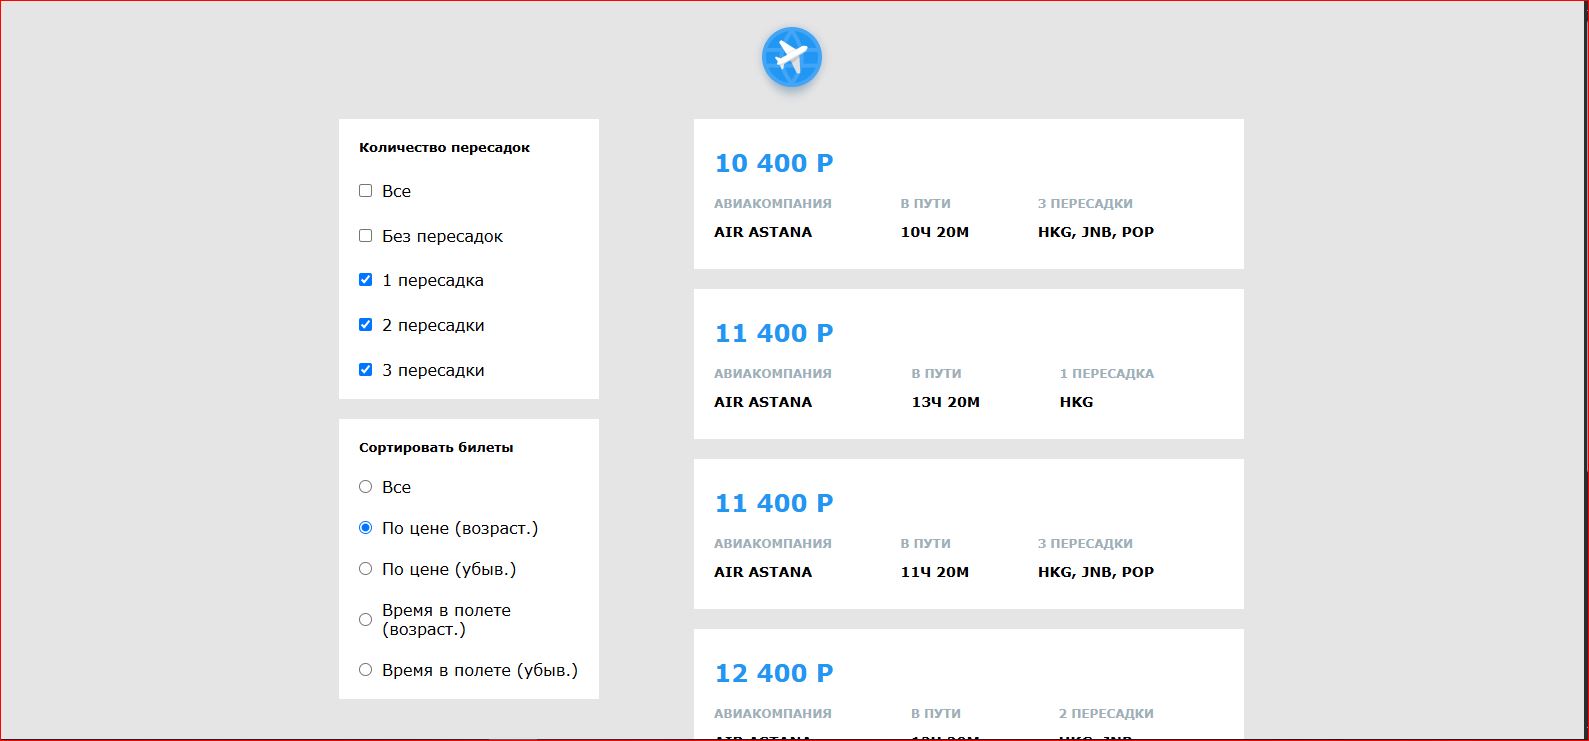 Количество пересадок
Все
Без пересадок
1 пересадка
2 пересадки
3 пересадки
Сортировать билеты
Все
По цене (возраст.)
По цене (убыв.)
Время в полете
(возраст.)
Время в полете (убыв.)
10 400 Р
АВИАКОМПАНИЯ В ПУТИ 3 ПЕРЕСАДКИ
AIR ASTANA 10Ч 20М HKG, JNB, POP
11 400 Р
АВИАКОМПАНИЯ В ПУТИ 1 ПЕРЕСАДКА
AIR ASTANA 13Ч 20М HKG
11 400 Р
АВИАКОМПАНИЯ В ПУТИ 3 ПЕРЕСАДКИ
AIR ASTANA 11Ч 20М HKG, JNB, POP
12 400 Р
АВИАКОМПАНИЯ В ПУТИ 2 ПЕРЕСАДКИ